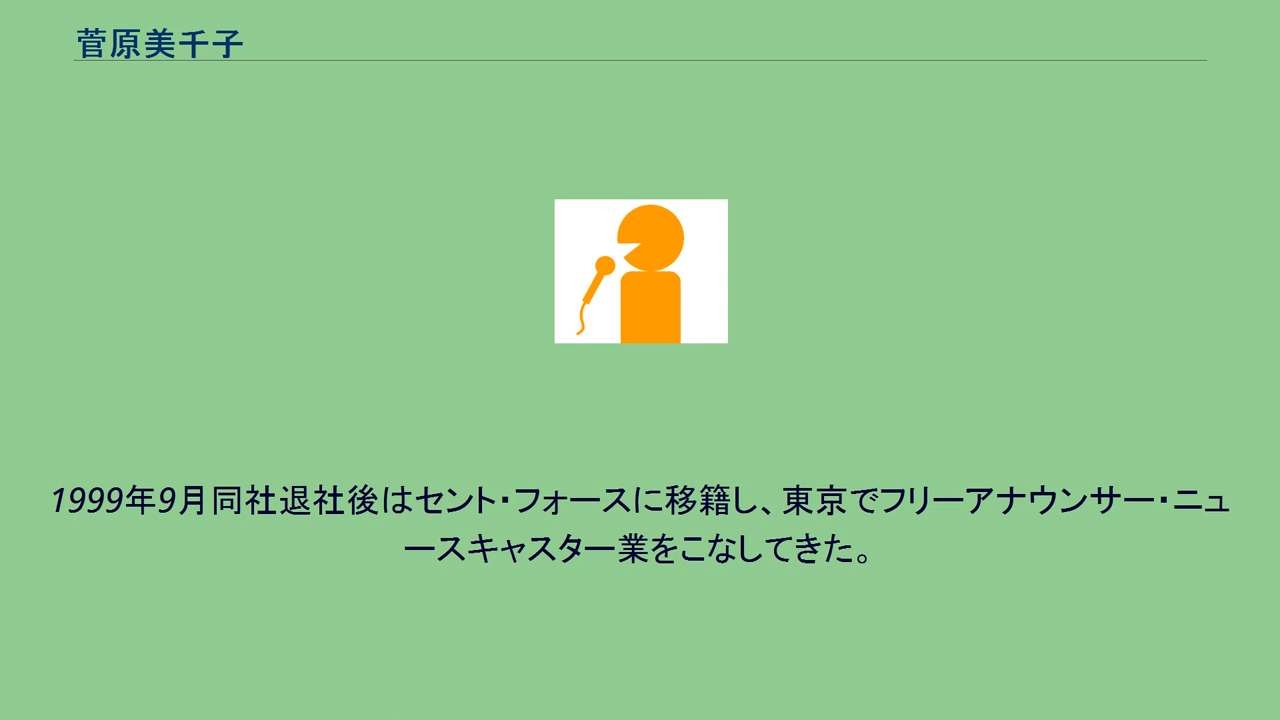 菅原美千子
1999年9月同社退社後はセント・フォースに移籍し、東京でフリーアナウンサー・ニュ
ースキャスター業をこなしてきた。